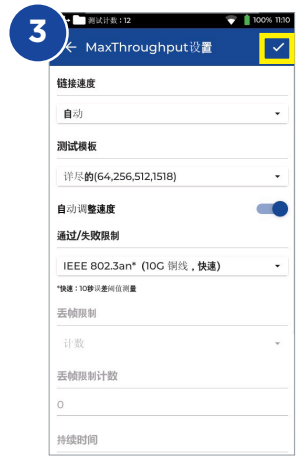 3
测试计数：12
100% 11:10
← MaxThroughput设置
链接速度
自动
测试模板
详尽的(64,256,512,1518)
自动调整速度
通过/失败限制
IEEE 802.3an* (10G 铜线，快速)
*快速：10秒误差阀值测量
丢帧限制
计数
丢帧限制计数
0
持续时间